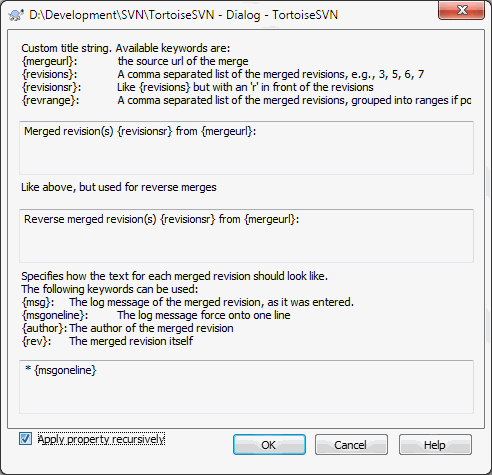 D:\Development\SVN\TortoiseSVN - Dialog - TortoiseSVN
Custom title string. Available keywords are:
{mergeurl}: the source url of the merge
{revisions}: A comma separated list of the merged revisions, e.g., 3, 5, 6, 7
{revisionsr}: Like {revisions} but with an 'r' in front of the revisions
{revrange}: A comma separated list of the merged revisions, grouped into ranges if po
Merged revision(s) {revisionsr} from {mergeurl}:
Like above, but used for reverse merges
Reverse merged revision(s) {revisionsr} from {mergeurl}:
Specifies how the text for each merged revision should look like.
The following keywords can be used:
{msg}: The log message of the merged revision, as it was entered.
{msgoneline}: The log message force onto one line
{author}: The author of the merged revision
{rev}: The merged revision itself
* {msgoneline}
Apply property recursively
OK Cancel Help